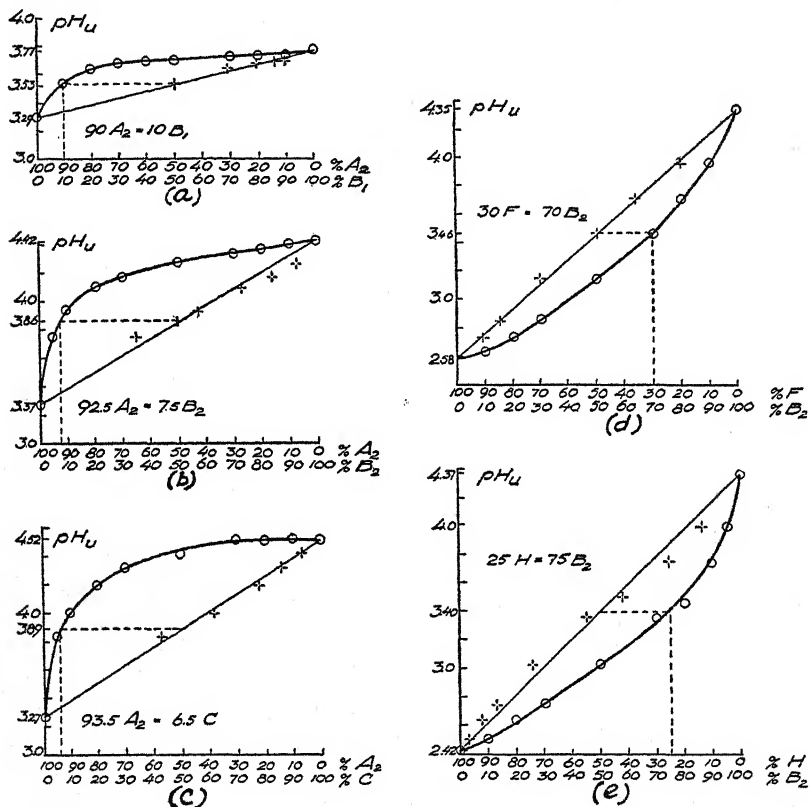 4.0
pHu
3.77
3.53
3.29
90 A2 = 10 B1
3.0
100 90 80 70 60 50 40 30 20 10 0 % A2
0 10 20 30 40 50 60 70 80 90 100 % B1
(a)
4.42
pHu
4.0
3.86
3.37
92.5 A2 = 7.5 B2
3.0
100 90 80 70 60 50 40 30 20 10 0 % A2
0 10 20 30 40 50 60 70 80 90 100 % B2
(b)
4.52
pHu
4.0
3.89
3.27
93.5 A2 = 6.5 C
3.0
100 90 80 70 60 50 40 30 20 10 0 % A2
0 10 20 30 40 50 60 70 80 90 100 % C
(c)
4.35
pHu
4.0
30 F = 70 B2
3.46
3.0
2.58
100 90 80 70 60 50 40 30 20 10 0 % F
0 10 20 30 40 50 60 70 80 90 100 % B2
(d)
4.37
pHu
4.0
25 H = 75 B2
3.40
3.0
2.42
100 90 80 70 60 50 40 30 20 10 0 % H
0 10 20 30 40 50 60 70 80 90 100 % B2
(e)